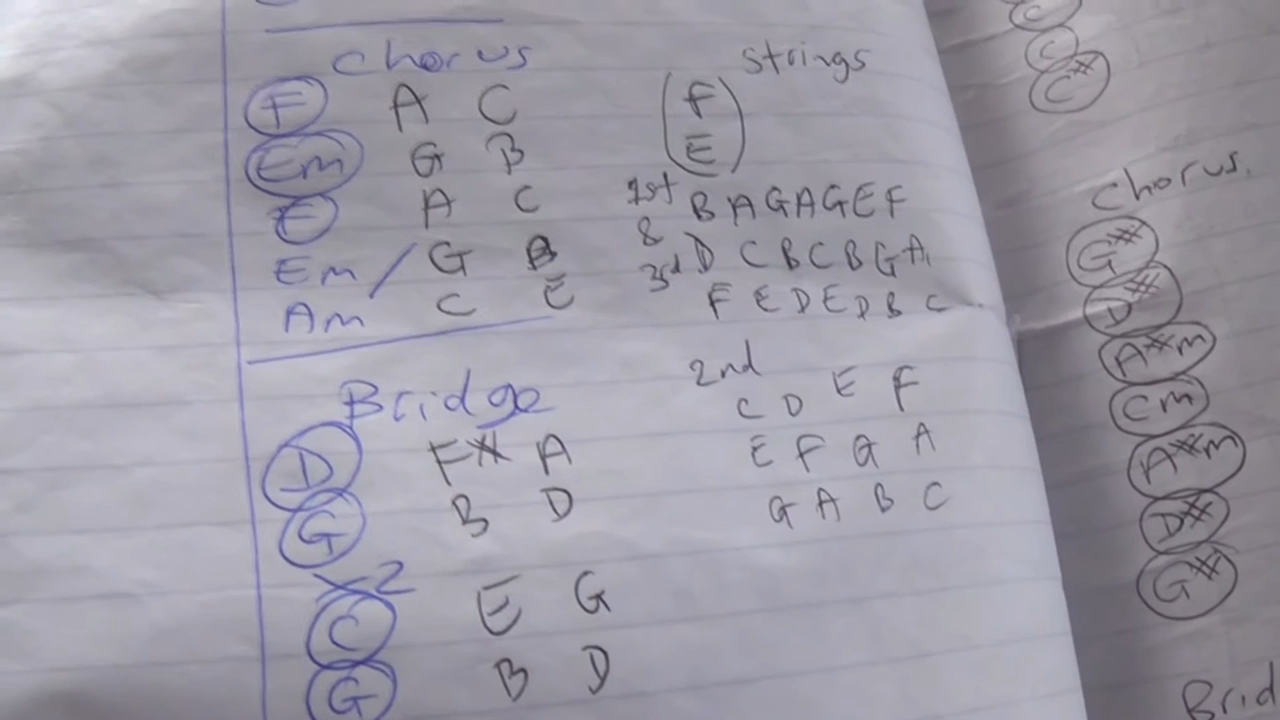 Chorus
F A C
Em G B
F A C
Em / G B
Am C E
strings
F
E
1st & 3rd
B A G A G E F
D C B C B G A
F E D E D B C
Bridge
D F# A
G B D
x2
C E G
G B D
2nd
C D E F
E F G A
G A B C
C
C#
Chorus.
G#
D#
A#m
Cm
A#m
D#
G#
Brid